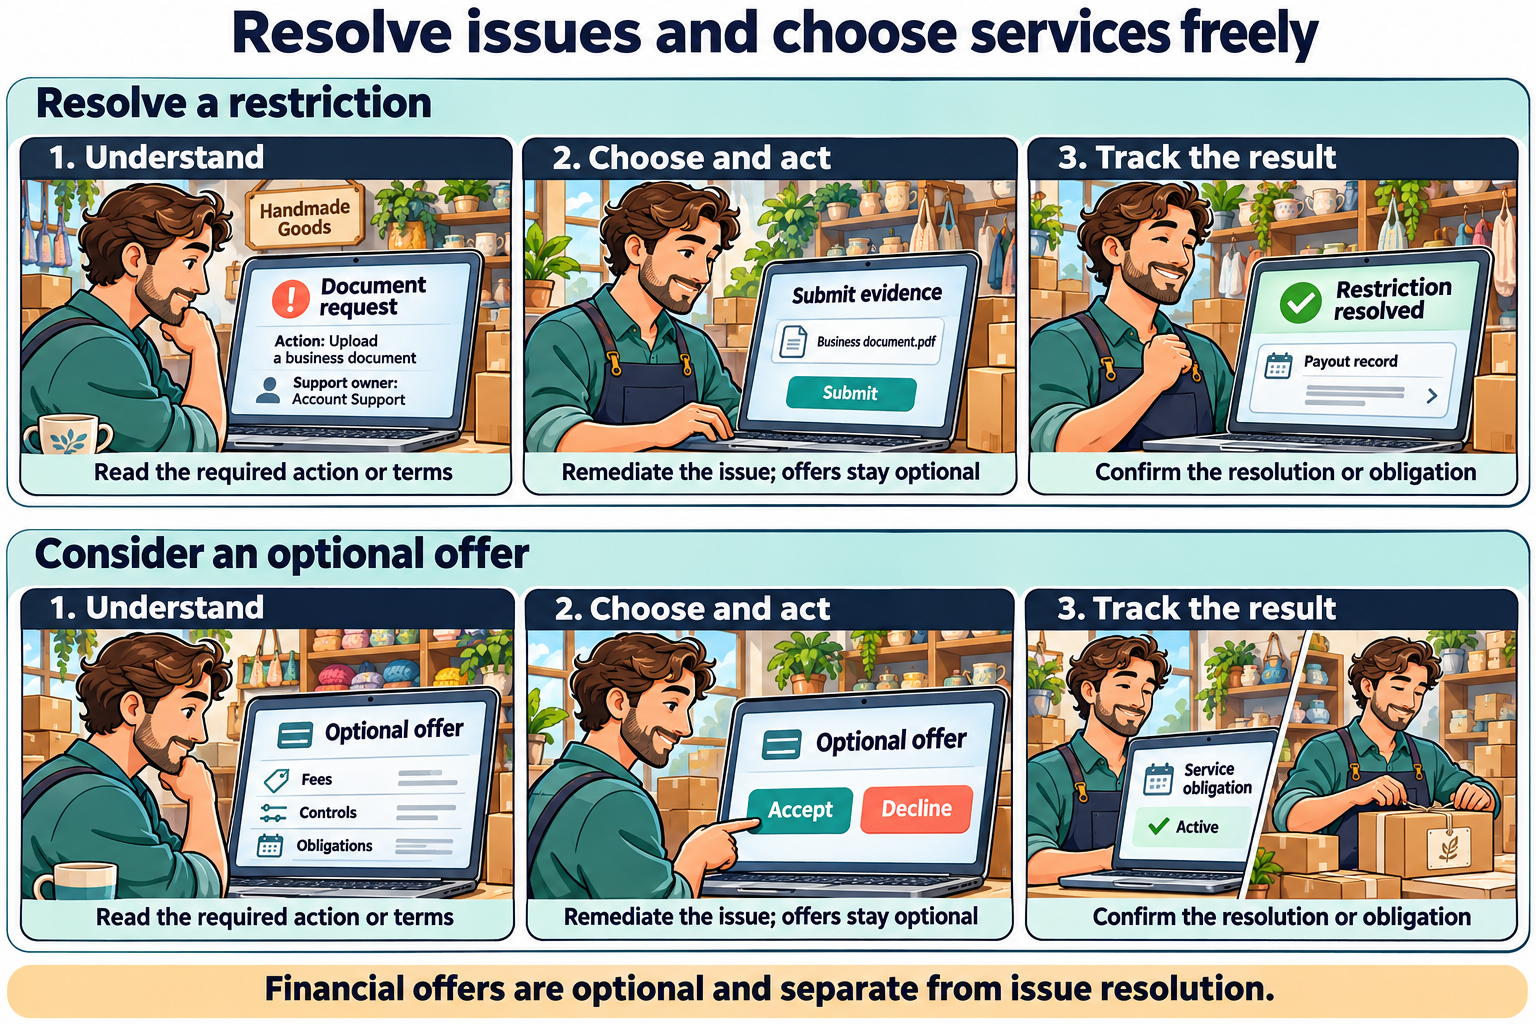 Resolve issues and choose services freely
Resolve a restriction
1. Understand
Handmade
Goods
Document
request
Action: Upload
a business document
Support owner:
Account Support
Read the required action or terms
2. Choose and act
Submit evidence
Business document.pdf
Submit
Remediate the issue; offers stay optional
3. Track the result
Restriction
resolved
Payout record
Confirm the resolution or obligation
Consider an optional offer
1. Understand
Optional offer
Fees
Controls
Obligations
Read the required action or terms
2. Choose and act
Optional offer
Accept
Decline
Remediate the issue; offers stay optional
3. Track the result
Service
obligation
Active
Confirm the resolution or obligation
Financial offers are optional and separate from issue resolution.